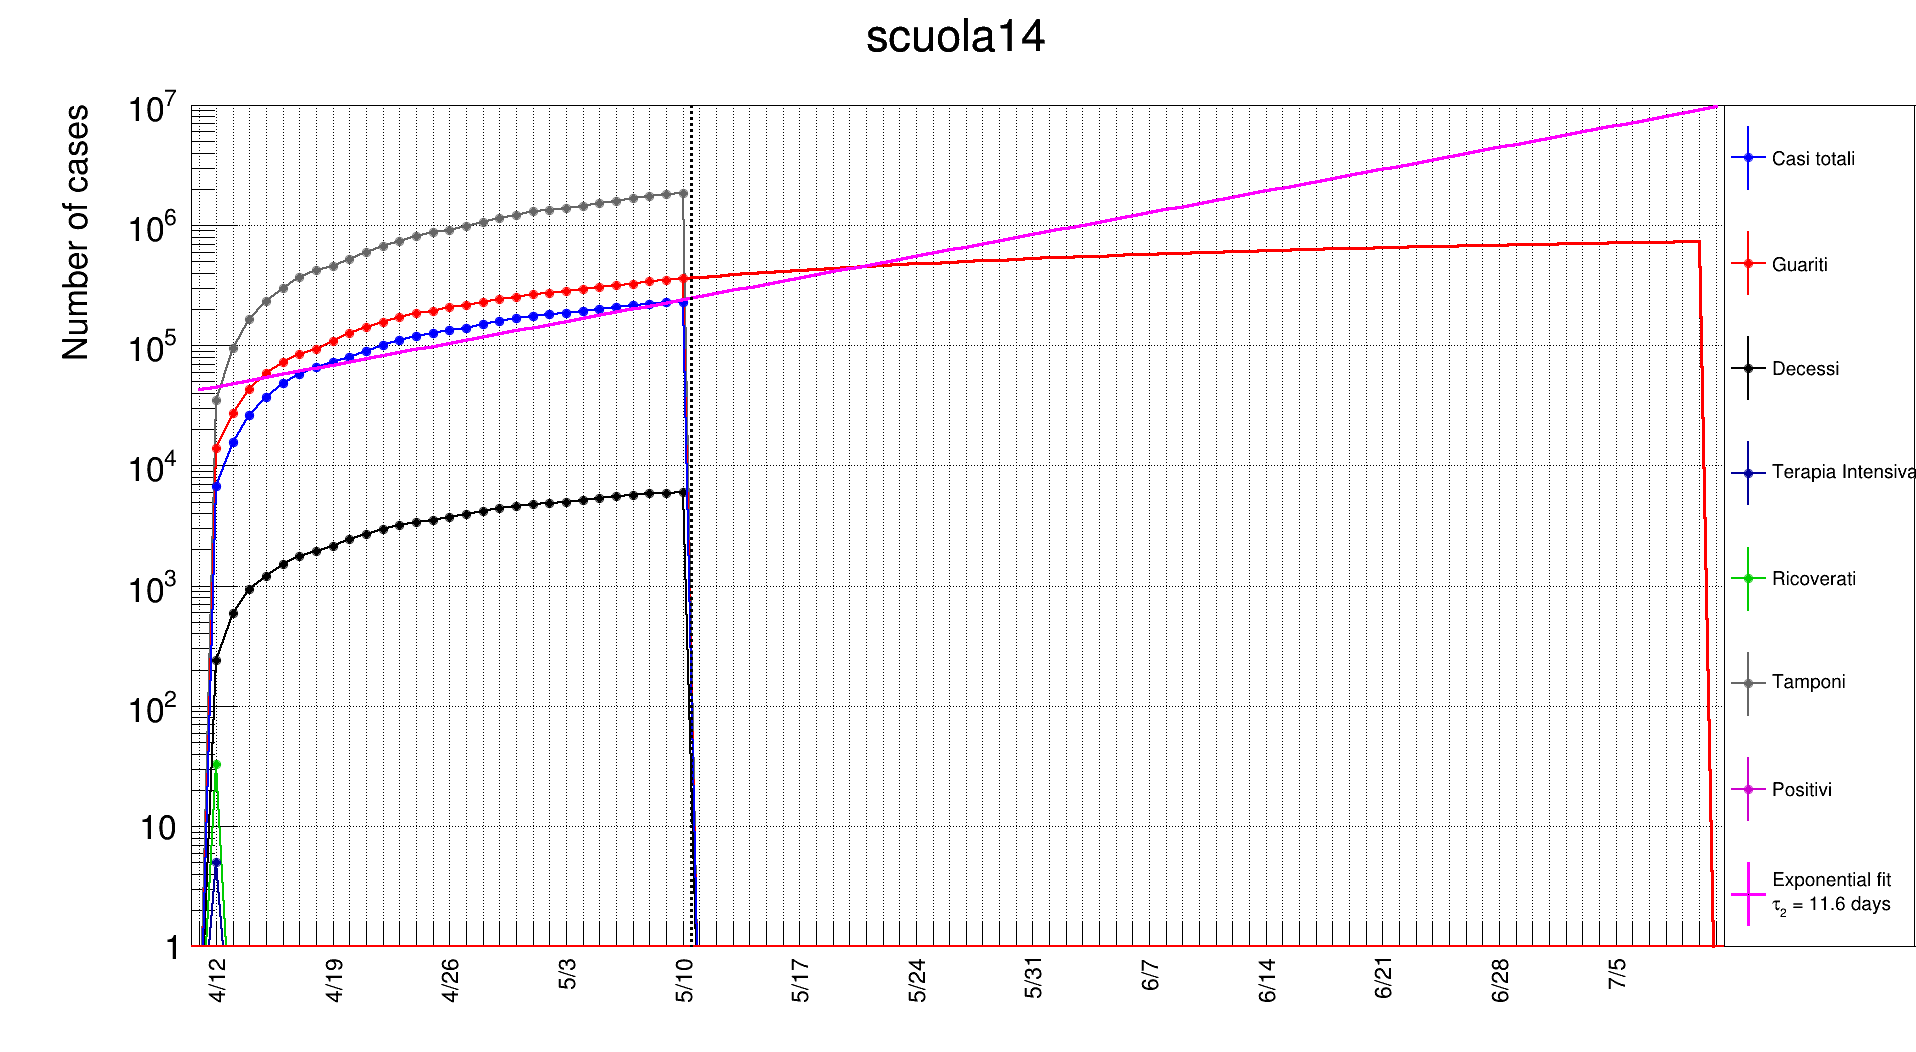 scuola14
Number of cases
10^7
10^6
10^5
10^4
10^3
10^2
10
1
4/12
4/19
4/26
5/3
5/10
5/17
5/24
5/31
6/7
6/14
6/21
6/28
7/5
Casi totali
Guariti
Decessi
Terapia Intensiva
Ricoverati
Tamponi
Positivi
Exponential fit
τ₂ = 11.6 days